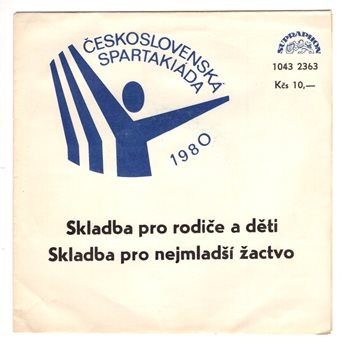 ČESKOSLOVENSKÁ
SPARTAKIÁDA
1980
SUPRAPHON
1043 2363
Kčs 10,—
Skladba pro rodiče a děti
Skladba pro nejmladší žactvo